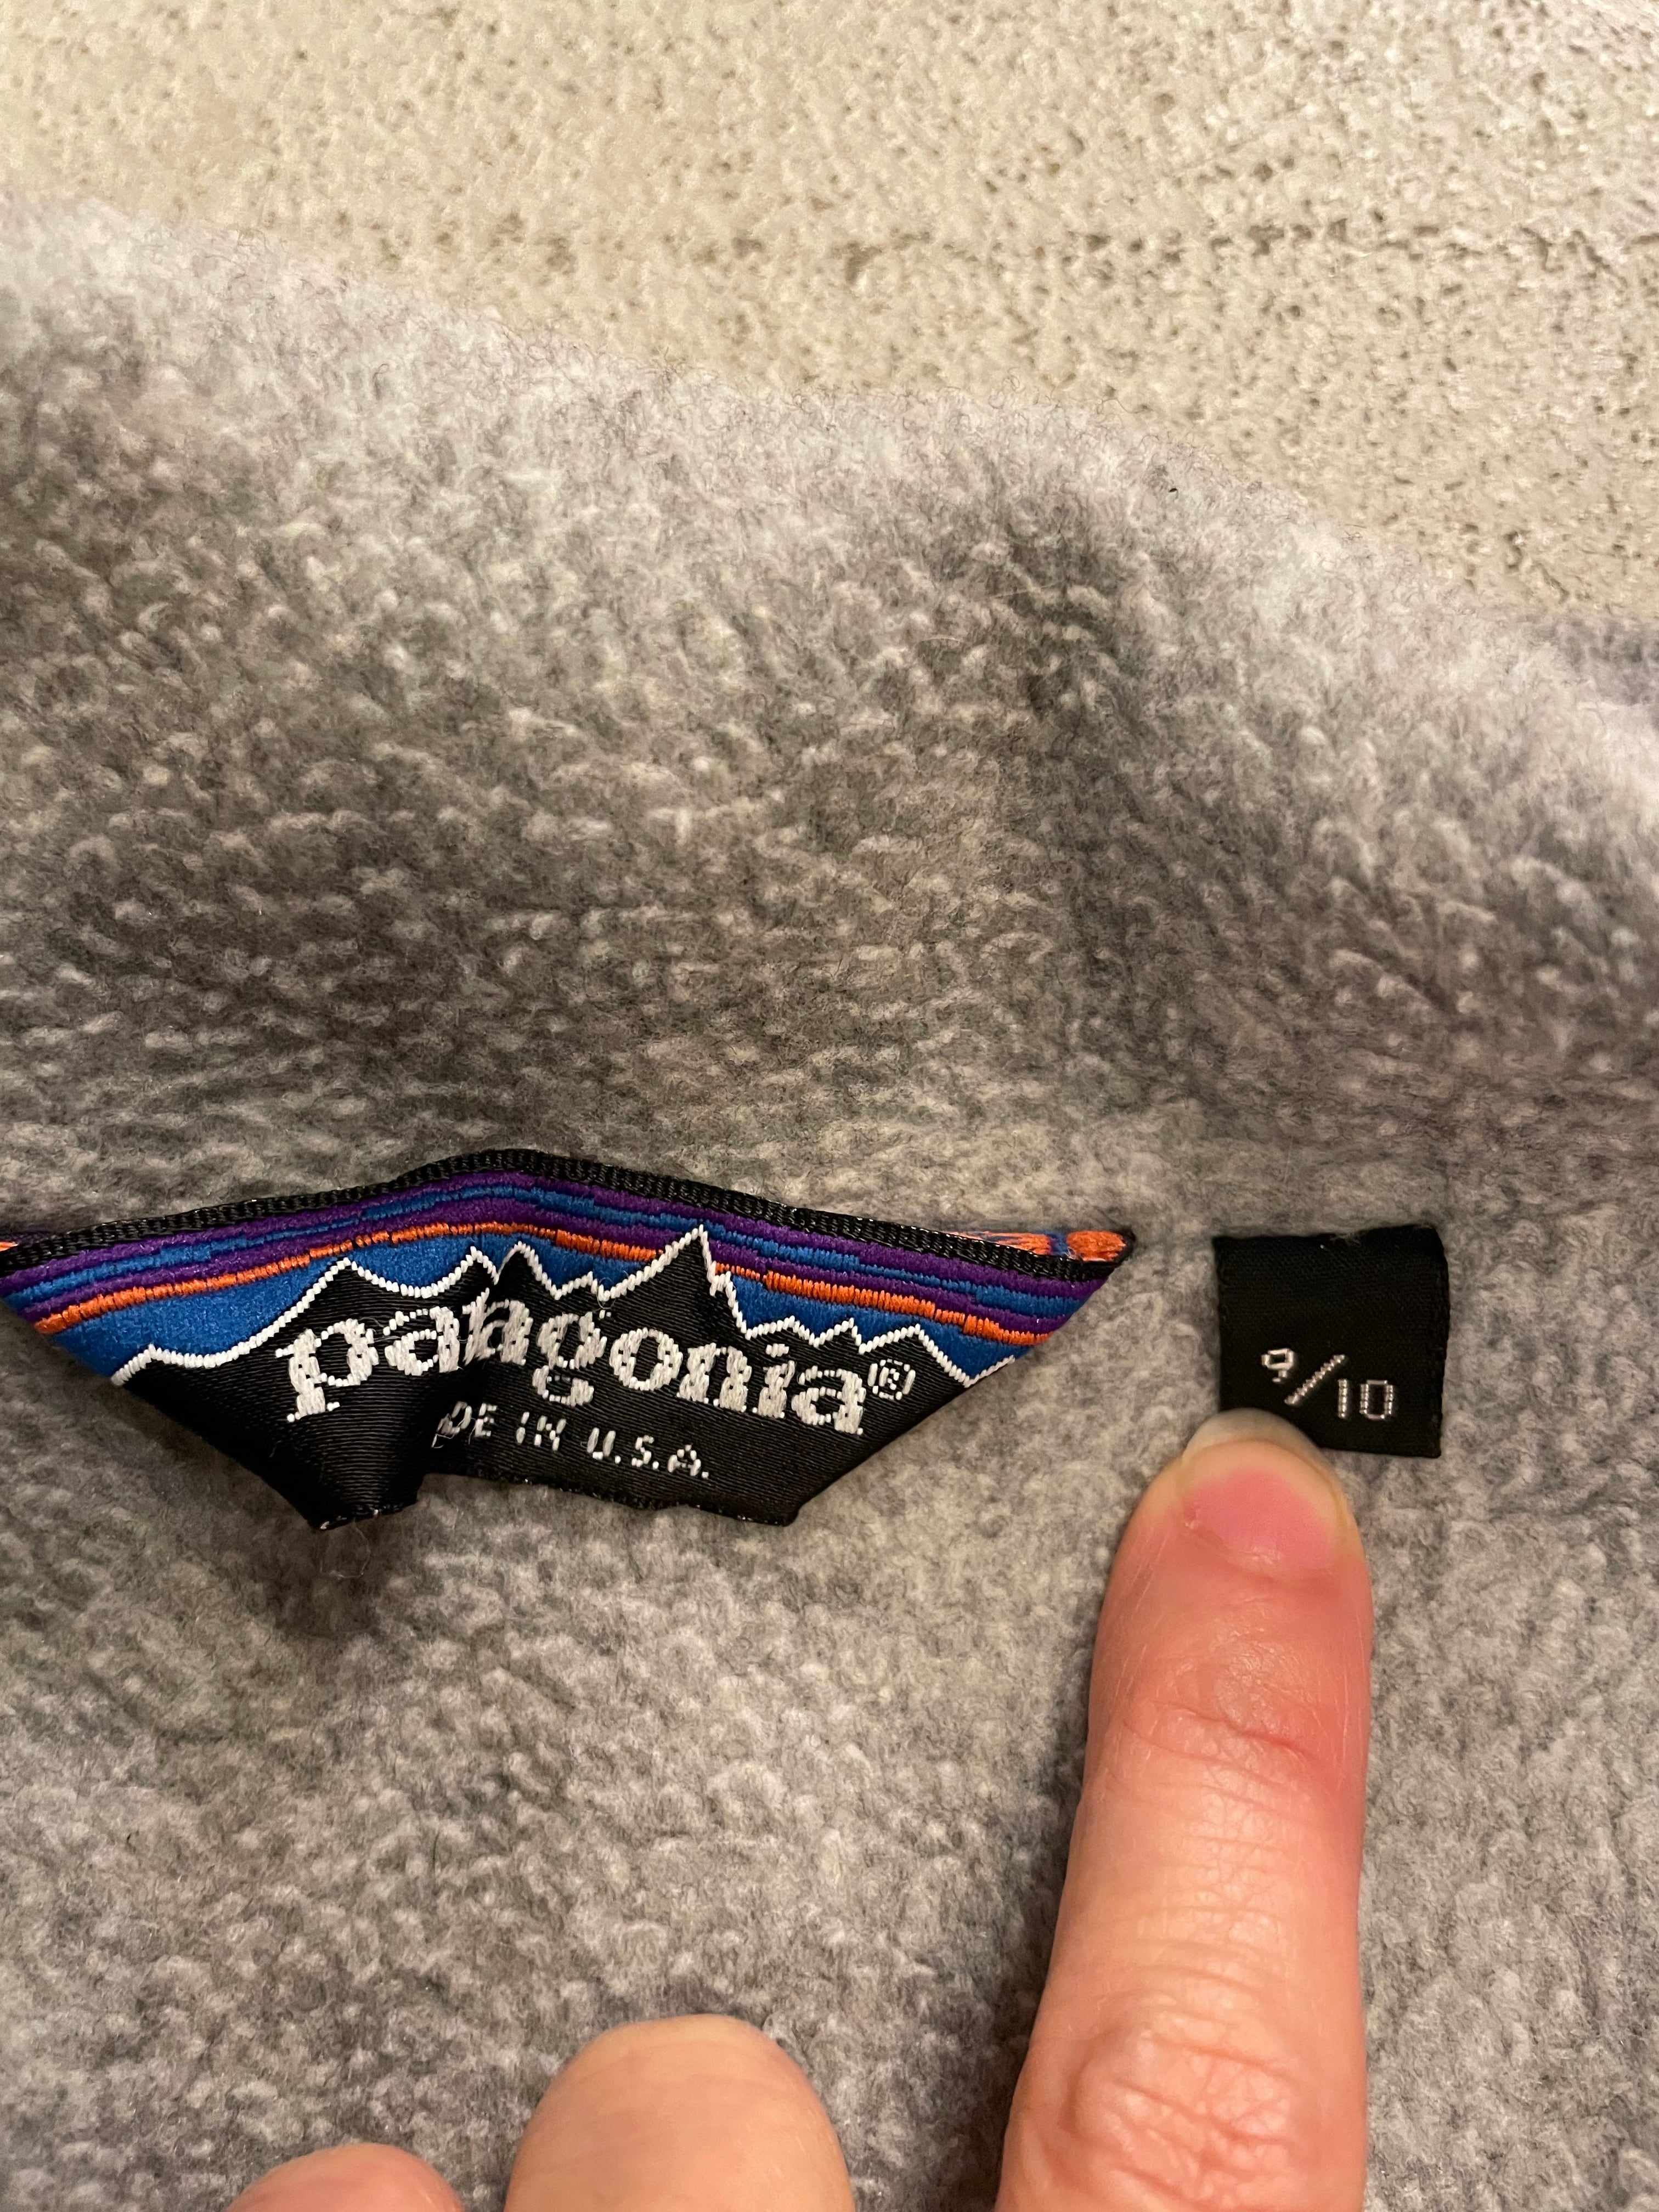 patagonia®
DE IN U.S.A.
9/10